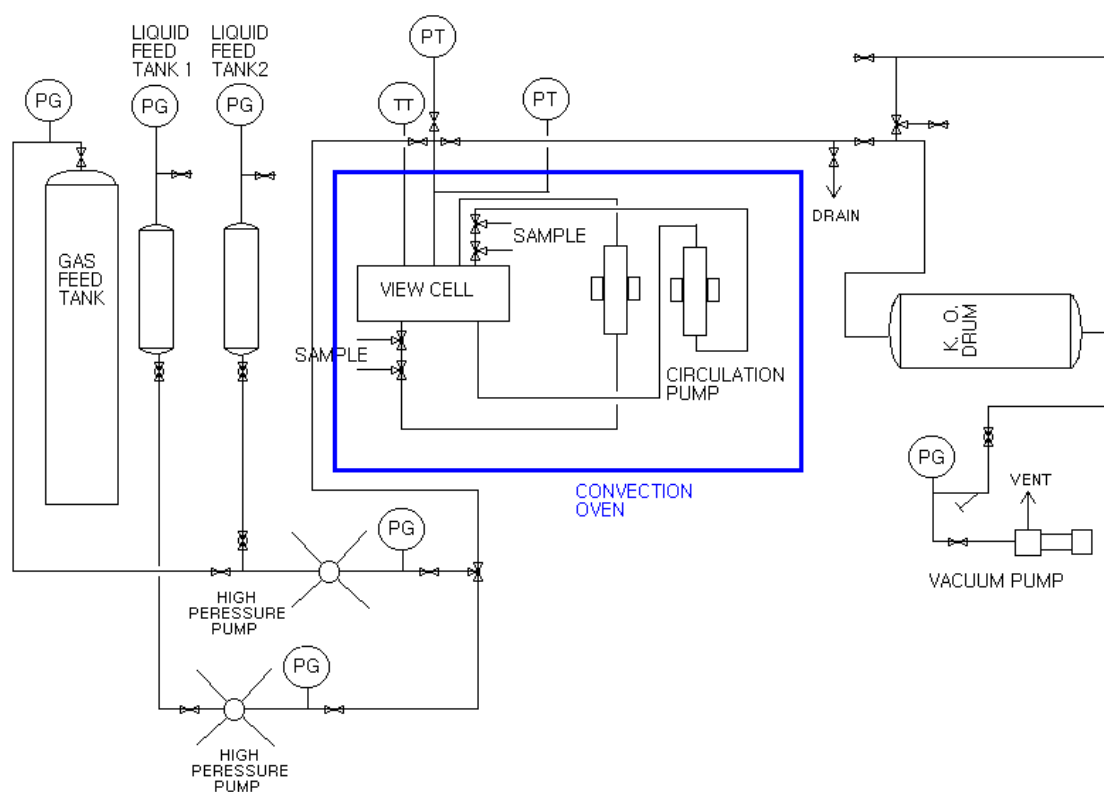 LIQUID
FEED
TANK 1
LIQUID
FEED
TANK2
PT
PG
PG
PG
TT
PT
SAMPLE
DRAIN
GAS
FEED
TANK
VIEW CELL
SAMPLE
K. O.
DRUM
CIRCULATION
PUMP
PG
VENT
CONVECTION
OVEN
PG
VACUUM PUMP
HIGH
PERESSURE
PUMP
PG
HIGH
PERESSURE
PUMP